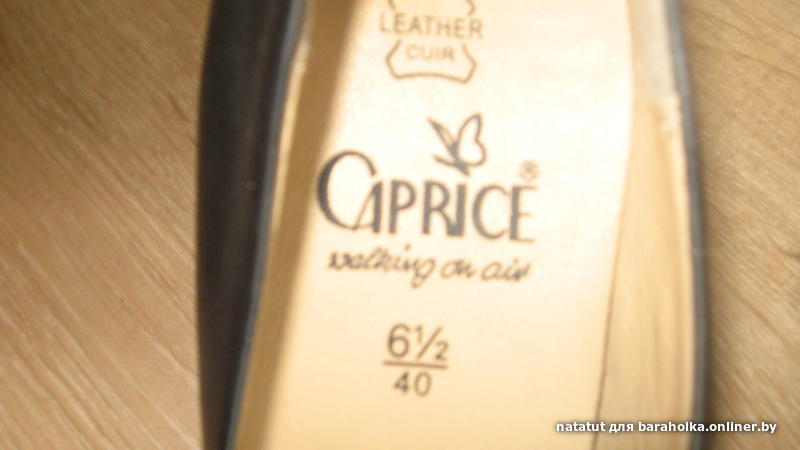 LEATHER
CUIR
CAPRICE®
walking on air
6½
40
natatut для baraholka.onliner.by